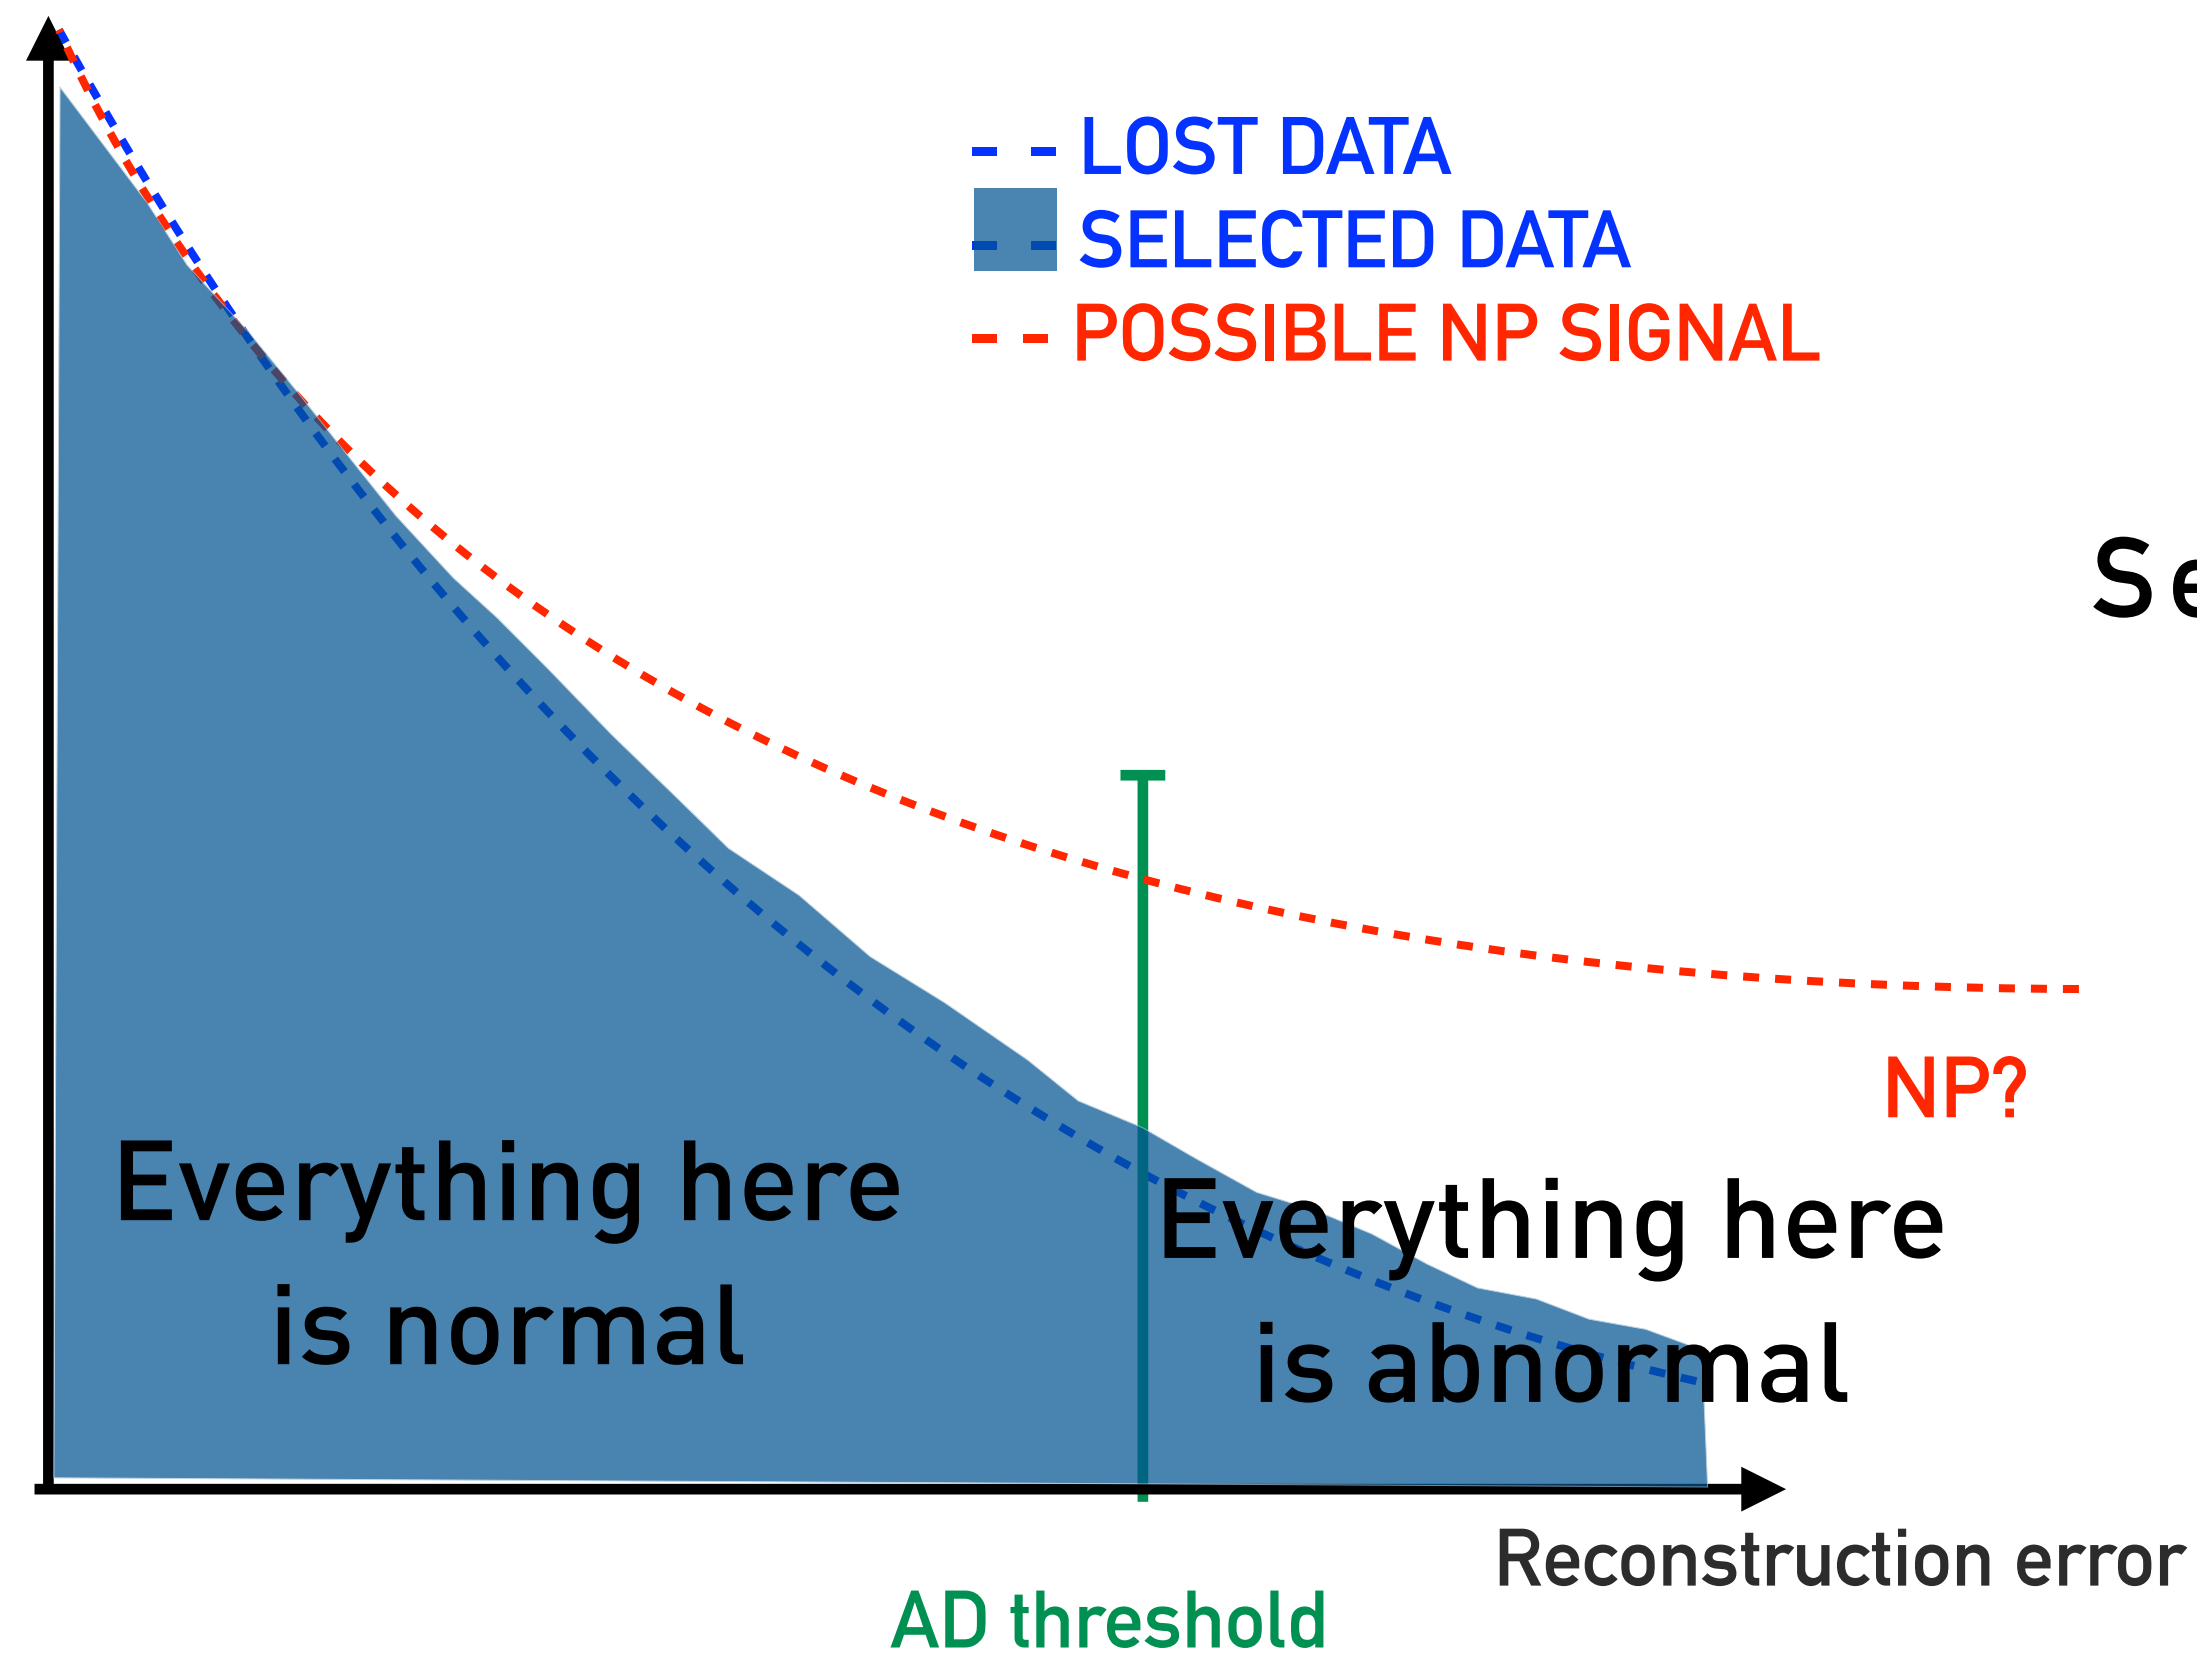 LOST DATA
SELECTED DATA
POSSIBLE NP SIGNAL
Se
NP?
Everything here
is normal
Everything here
is abnormal
Reconstruction error
AD threshold